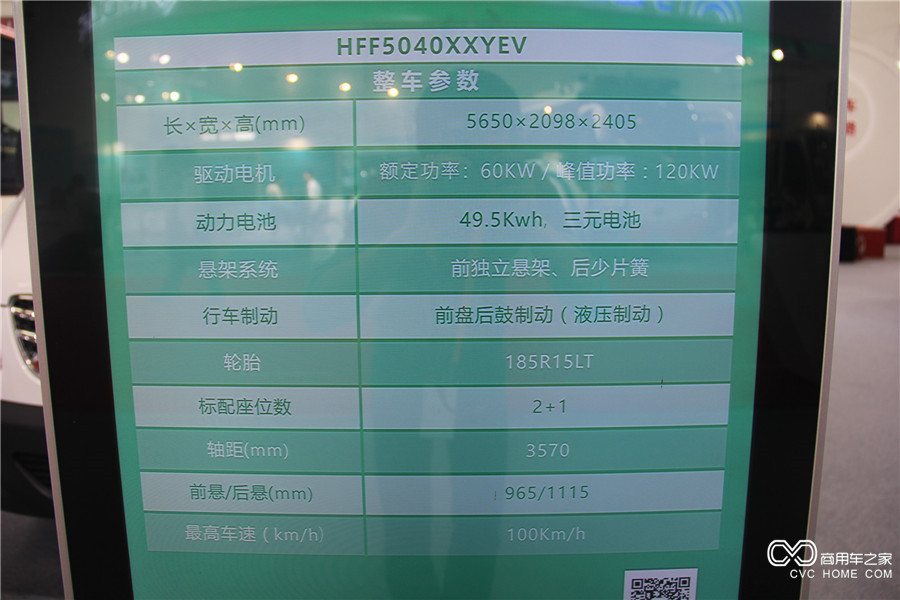 HFF5040XXYEV
整车参数
长×宽×高(mm) 5650×2098×2405
驱动电机 额定功率：60KW / 峰值功率：120KW
动力电池 49.5Kwh，三元电池
悬架系统 前独立悬架、后少片簧
行车制动 前盘后鼓制动（液压制动）
轮胎 185R15LT
标配座位数 2+1
轴距(mm) 3570
前悬/后悬(mm) 965/1115
最高车速（km/h） 100Km/h
商用车之家
CVC HOME COM